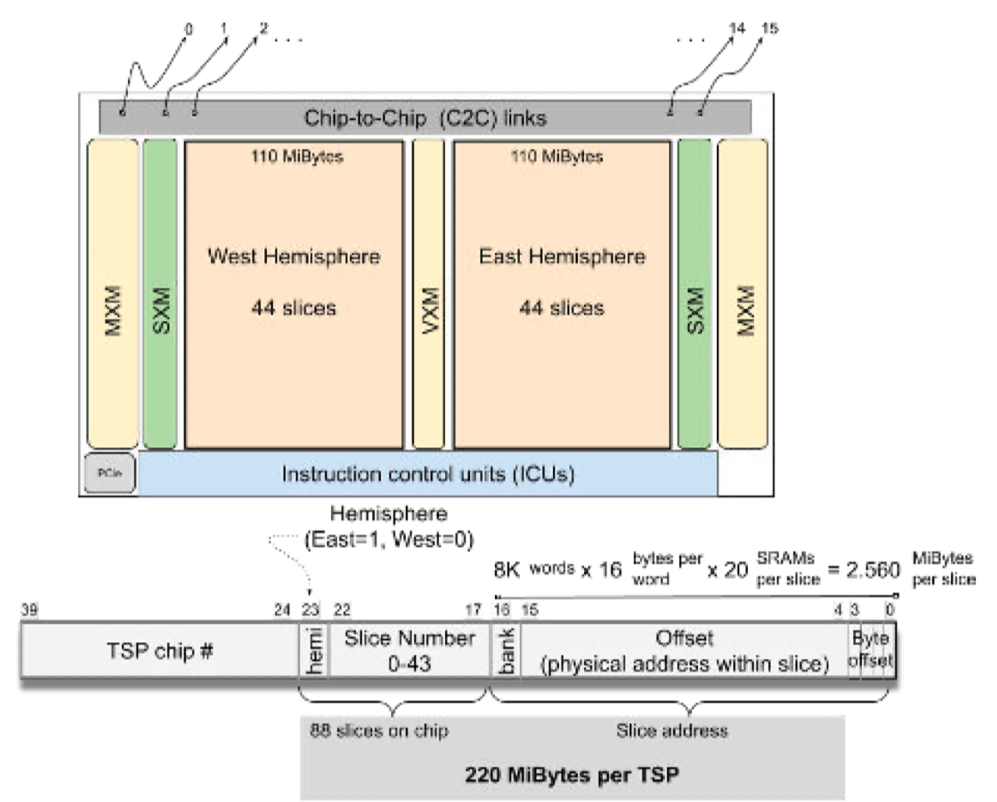 0 1 2 . . . . . . 14 15
Chip-to-Chip (C2C) links
110 MiBytes 110 MiBytes
MXM SXM West Hemisphere VXM East Hemisphere SXM MXM
44 slices 44 slices
PCIe Instruction control units (ICUs)
Hemisphere
(East=1, West=0)
8K words x 16 bytes per word x 20 SRAMs per slice = 2.560 MiBytes per slice
39 24 23 22 17 16 15 4 3 0
TSP chip # hemi Slice Number 0-43 bank Offset (physical address within slice) Byte offset
88 slices on chip Slice address
220 MiBytes per TSP